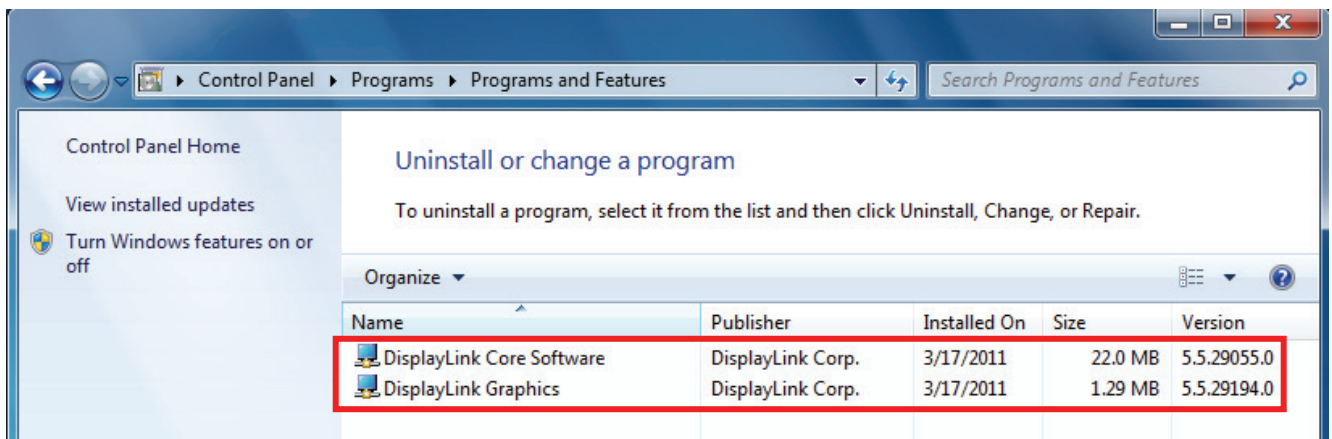 Control Panel Programs Programs and Features Search Programs and Features
Control Panel Home
View installed updates
Turn Windows features on or
off
Uninstall or change a program
To uninstall a program, select it from the list and then click Uninstall, Change, or Repair.
Organize
Name Publisher Installed On Size Version
DisplayLink Core Software DisplayLink Corp. 3/17/2011 22.0 MB 5.5.29055.0
DisplayLink Graphics DisplayLink Corp. 3/17/2011 1.29 MB 5.5.29194.0